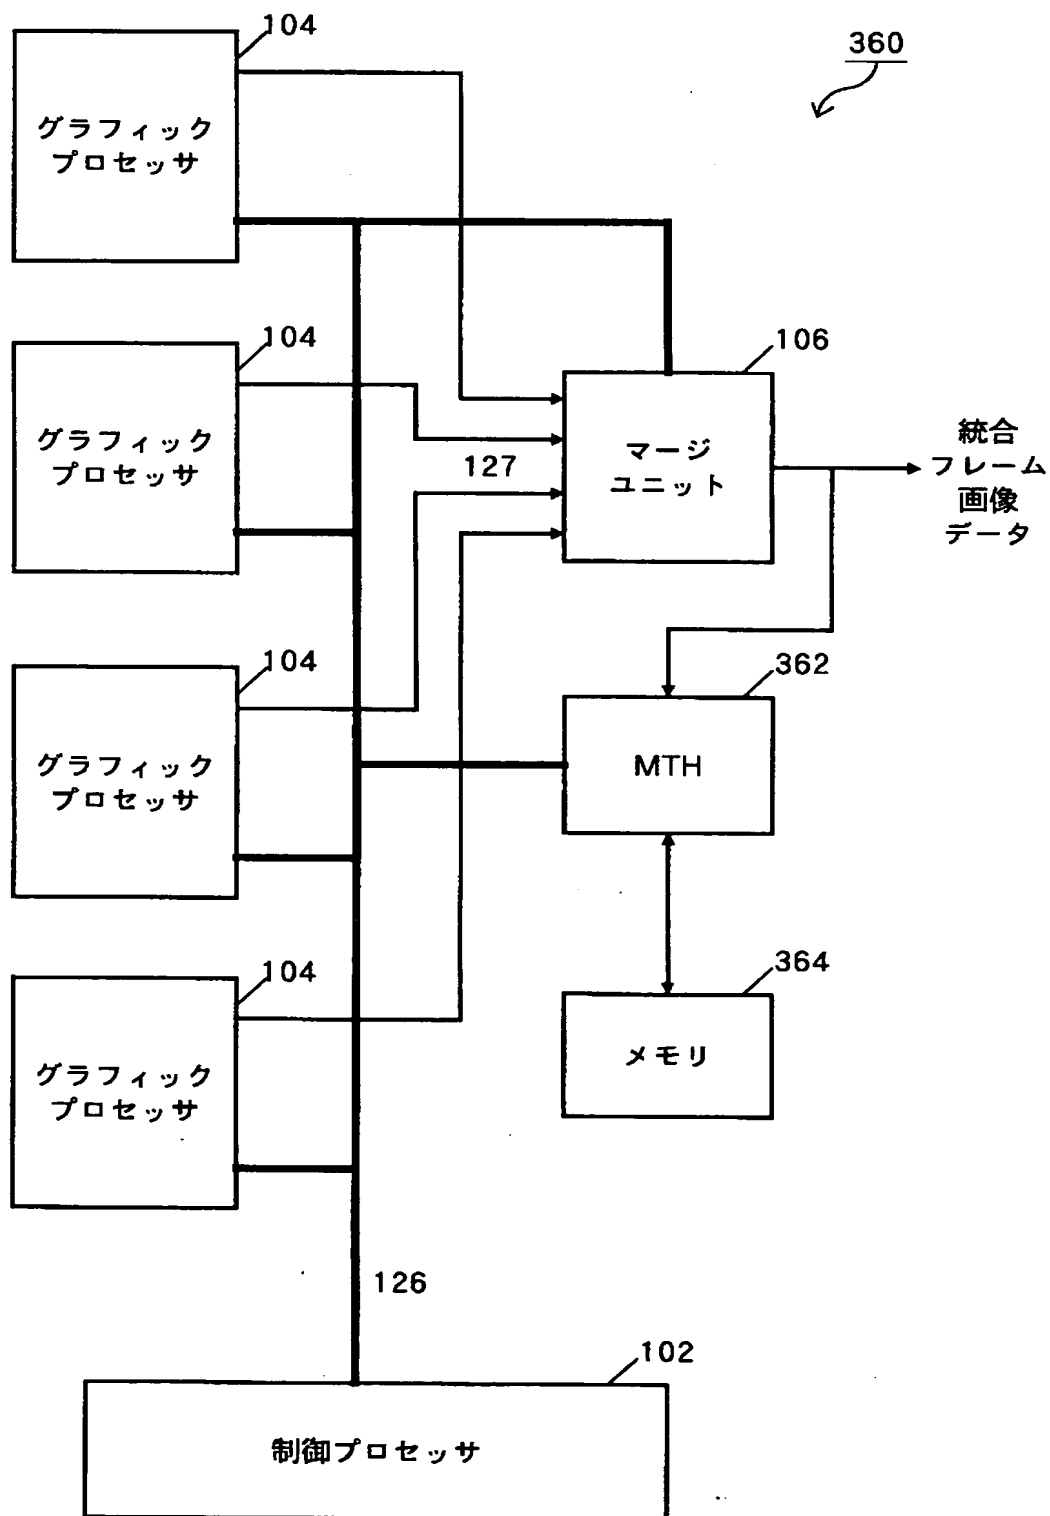 360
104
グラフィック
プロセッサ
104
グラフィック
プロセッサ
106
マージ
ユニット
127
統合
フレーム
画像
データ
104
グラフィック
プロセッサ
362
MTH
104
グラフィック
プロセッサ
364
メモリ
126
102
制御プロセッサ